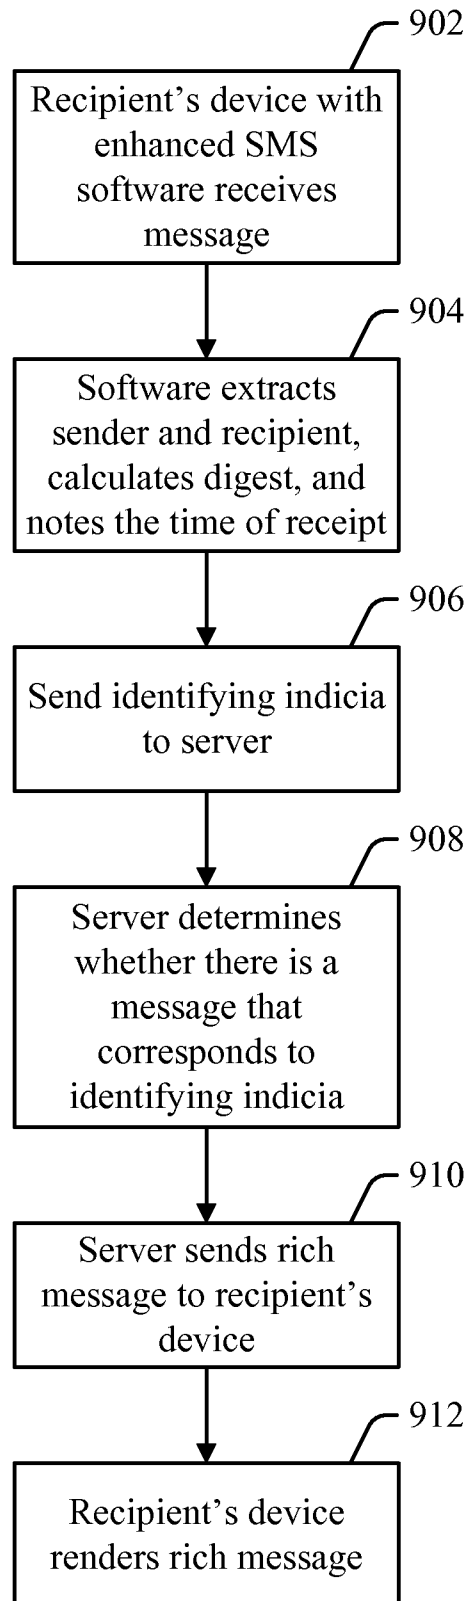 902
Recipient’s device with
enhanced SMS
software receives
message
904
Software extracts
sender and recipient,
calculates digest, and
notes the time of receipt
906
Send identifying indicia
to server
908
Server determines
whether there is a
message that
corresponds to
identifying indicia
910
Server sends rich
message to recipient’s
device
912
Recipient’s device
renders rich message